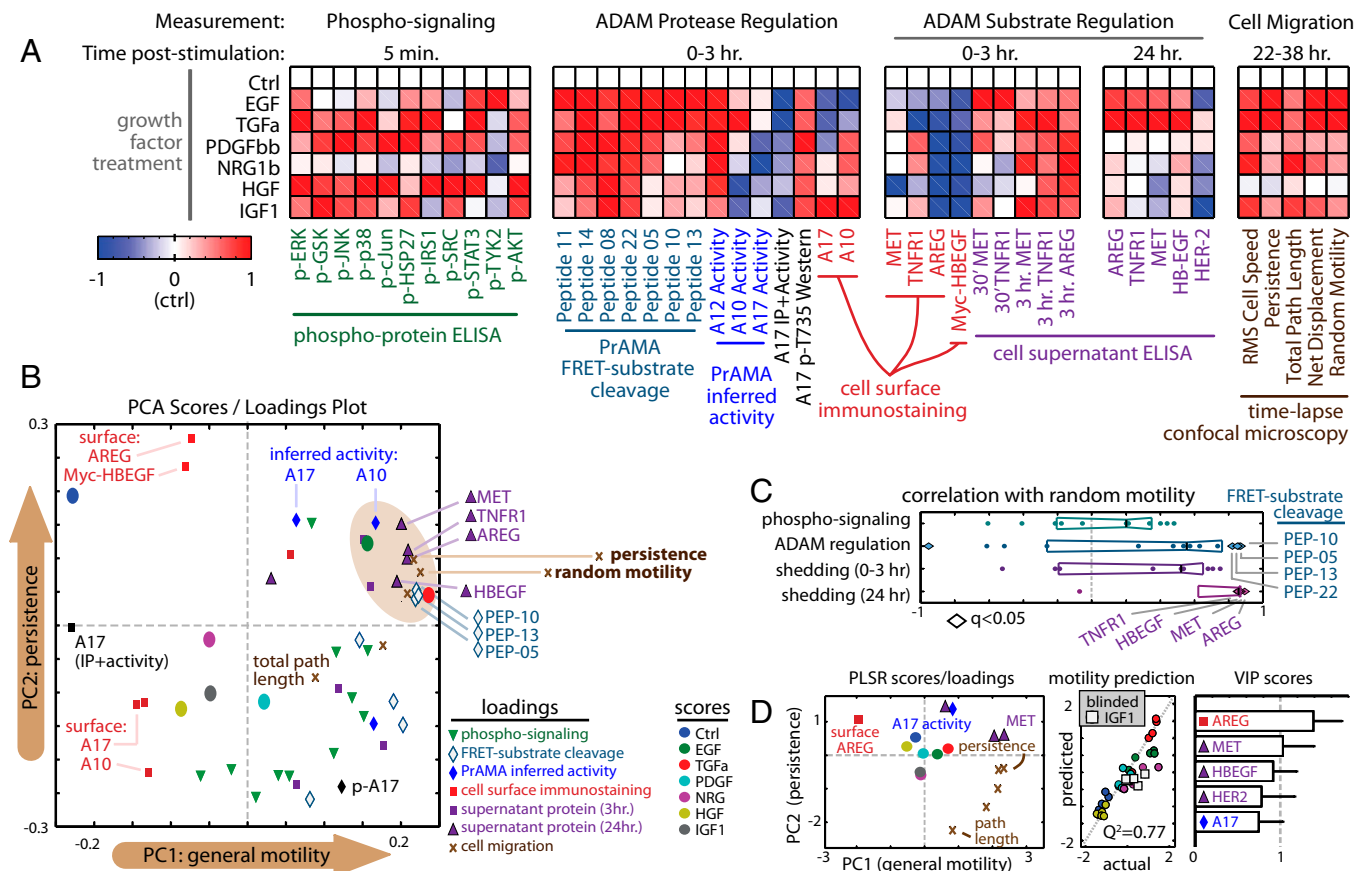 Measurement: Phospho-signaling ADAM Protease Regulation ADAM Substrate Regulation Cell Migration
A
Time post-stimulation: 5 min. 0-3 hr. 0-3 hr. 24 hr. 22-38 hr.
growth
factor
treatment
Ctrl
EGF
TGFa
PDGFbb
NRG1b
HGF
IGF1
-1 0 1
(ctrl)
p-ERK
p-GSK
p-JNK
p-p38
p-cJun
p-HSP27
p-IRS1
p-SRC
p-STAT3
p-TYK2
p-AKT
phospho-protein ELISA
Peptide 11
Peptide 14
Peptide 08
Peptide 22
Peptide 05
Peptide 10
Peptide 13
PrAMA
FRET-substrate
cleavage
A12 Activity
A10 Activity
A17 Activity
PrAMA
inferred
activity
A17 IP+Activity
A17 p-T735 Western
A17
A10
MET
TNFR1
AREG
Myc-HBEGF
cell surface
immunostaining
30' MET
30'TNFR1
3 hr. MET
3 hr. TNFR1
3 hr. AREG
AREG
TNFR1
MET
HB-EGF
HER-2
cell supernatant ELISA
RMS Cell Speed
Persistence
Total Path Length
Net Displacement
Random Motility
time-lapse
confocal microscopy
B
PCA Scores / Loadings Plot
0.3
-0.3
-0.2
0.2
PC2: persistence
PC1: general motility
surface:
AREG
Myc-HBEGF
inferred activity:
A17 A10
MET
TNFR1
AREG
persistence
random motility
HBEGF
PEP-10
PEP-13
PEP-05
A17
(IP+activity)
total path
length
surface:
A17
A10
p-A17
loadings
phospho-signaling
FRET-substrate cleavage
PrAMA inferred activity
cell surface immunostaining
supernatant protein (3hr.)
supernatant protein (24hr.)
cell migration
scores
Ctrl
EGF
TGFa
PDGF
NRG
HGF
IGF1
C
correlation with random motility
FRET-substrate
cleavage
phospho-signaling
ADAM regulation
shedding (0-3 hr)
shedding (24 hr)
PEP-10
PEP-05
PEP-13
PEP-22
-1 1
q<0.05
TNFR1
HBEGF
MET
AREG
D
PLSR scores/loadings
1
-2
-3 3
PC2 (persistence)
PC1 (general motility)
surface
AREG
A17 activity
MET
persistence
path
length
motility prediction
blinded
IGF1
2
-2
-2 2
predicted
actual
Q²=0.77
VIP scores
AREG
MET
HBEGF
HER2
A17
0 1